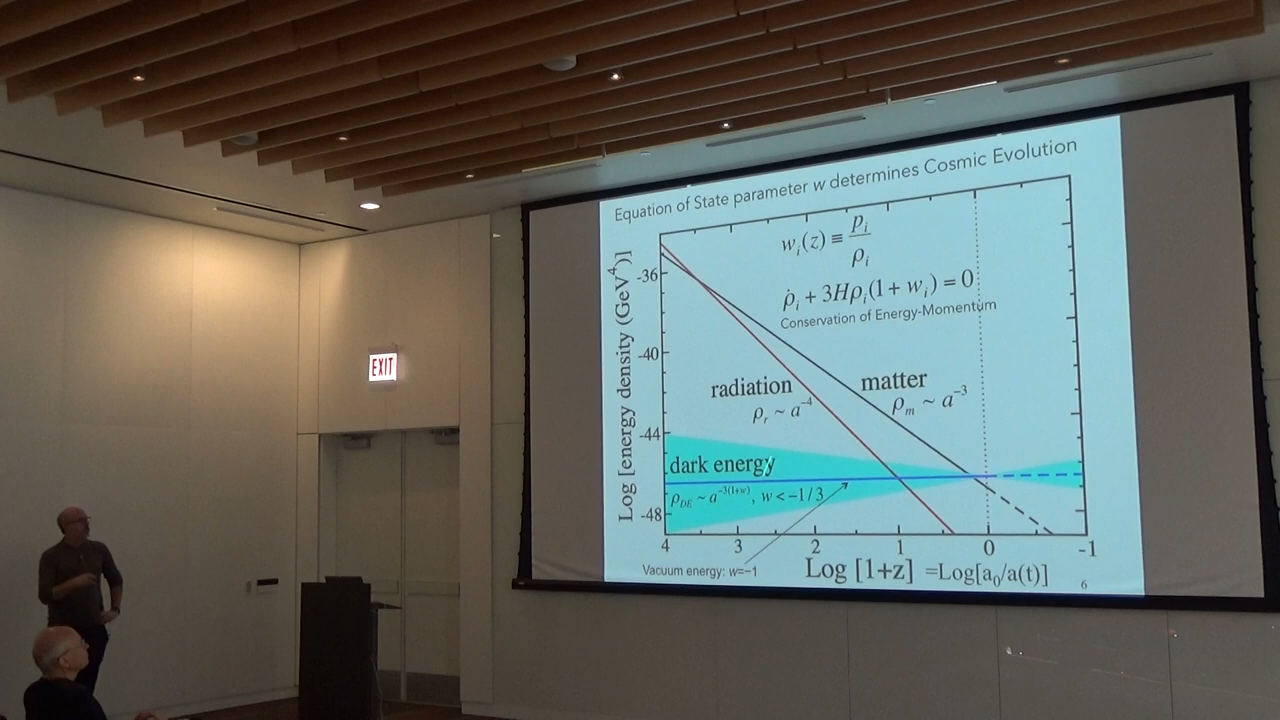 Equation of State parameter w determines Cosmic Evolution
w_i(z) ≡ p_i/ρ_i
ρ̇_i + 3Hρ_i(1 + w_i) = 0
Conservation of Energy-Momentum
Log [energy density (GeV⁴)]
-36
-40
-44
-48
radiation
ρ_r ~ a⁻⁴
matter
ρ_m ~ a⁻³
dark energy
ρ_DE ~ a^−3(1+w), w < −1/3
4 3 2 1 0 -1
Vacuum energy: w=−1
Log [1+z] =Log[a₀/a(t)]
6
EXIT